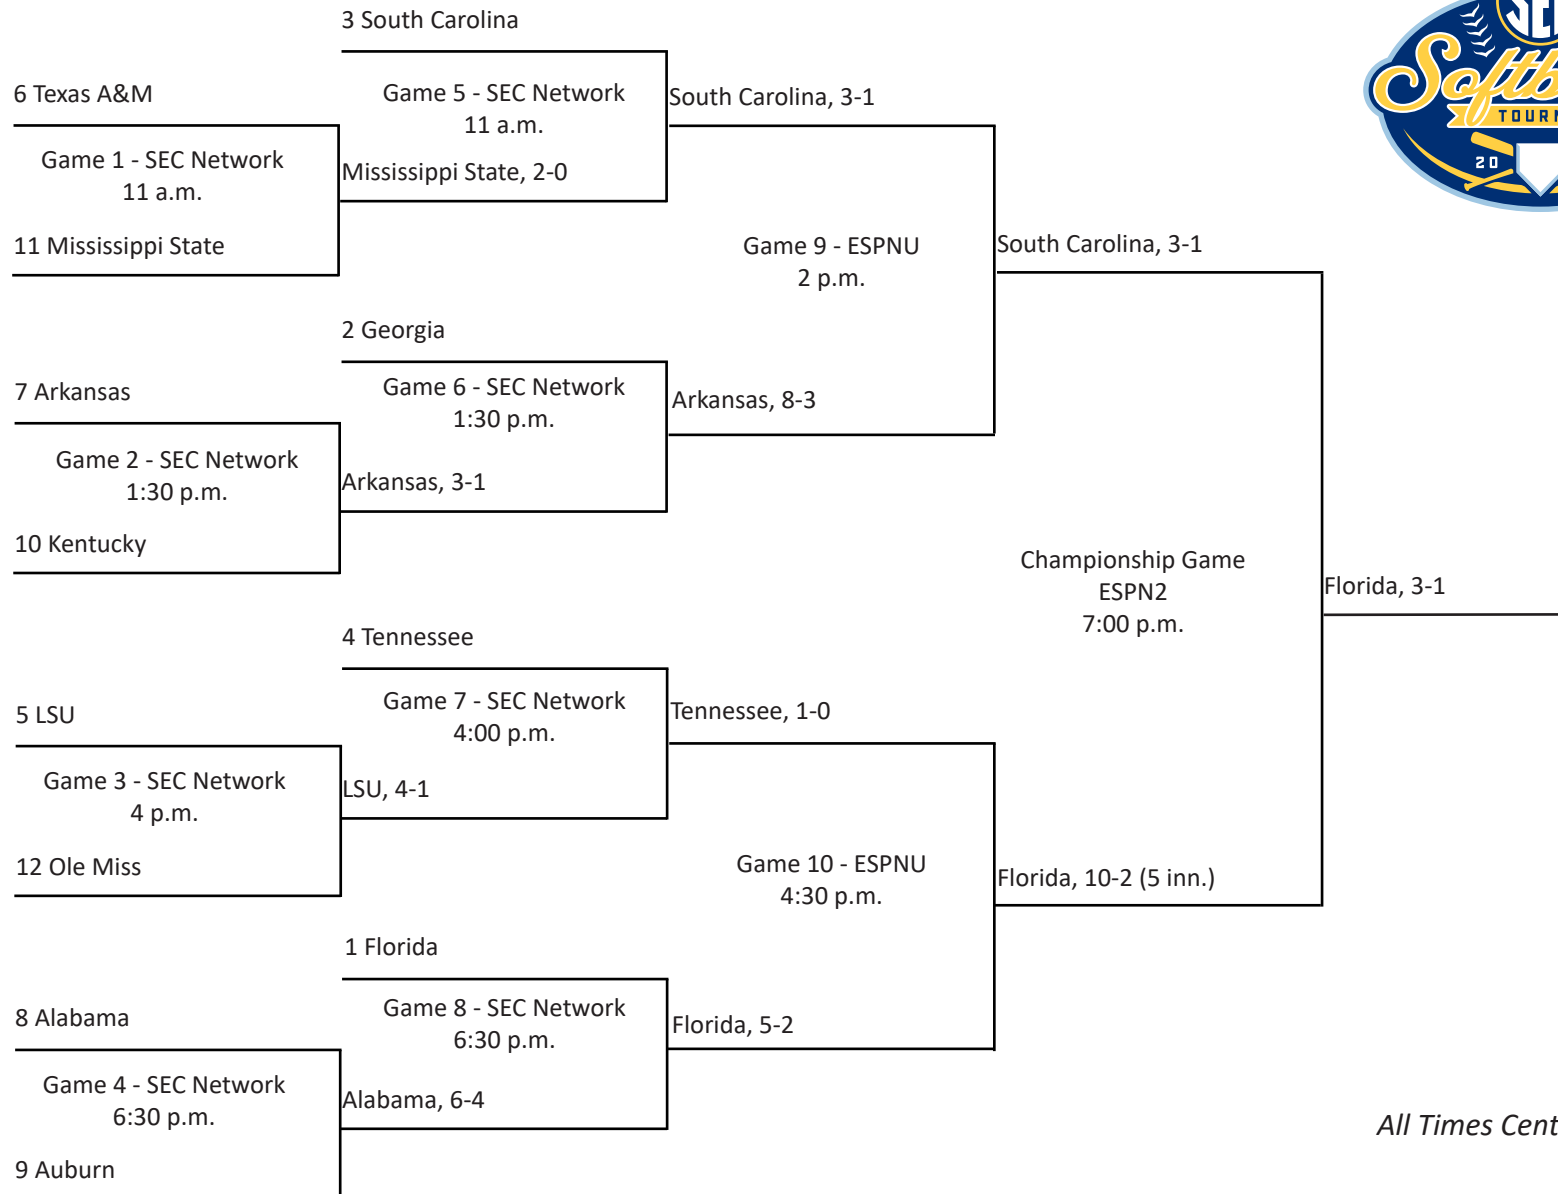 3 South Carolina
6 Texas A&M
Game 5 - SEC Network
11 a.m.
South Carolina, 3-1
Game 1 - SEC Network
11 a.m.
Mississippi State, 2-0
11 Mississippi State
Game 9 - ESPNU
2 p.m.
South Carolina, 3-1
2 Georgia
7 Arkansas
Game 6 - SEC Network
1:30 p.m.
Arkansas, 8-3
Game 2 - SEC Network
1:30 p.m.
Arkansas, 3-1
10 Kentucky
Championship Game
ESPN2
7:00 p.m.
Florida, 3-1
4 Tennessee
5 LSU
Game 7 - SEC Network
4:00 p.m.
Tennessee, 1-0
Game 3 - SEC Network
4 p.m.
LSU, 4-1
12 Ole Miss
Game 10 - ESPNU
4:30 p.m.
Florida, 10-2 (5 inn.)
1 Florida
8 Alabama
Game 8 - SEC Network
6:30 p.m.
Florida, 5-2
Game 4 - SEC Network
6:30 p.m.
Alabama, 6-4
9 Auburn
All Times Cent
20